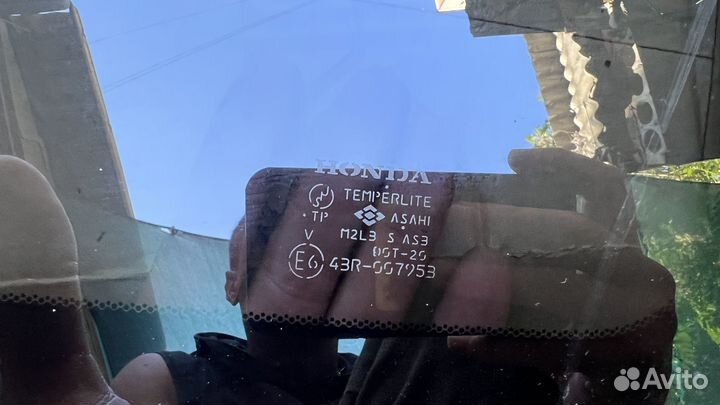 HONDA
TEMPERLITE
TP ASAHI
V M2L3 S AS3
DOT-20
E6 43R-007953
Avito